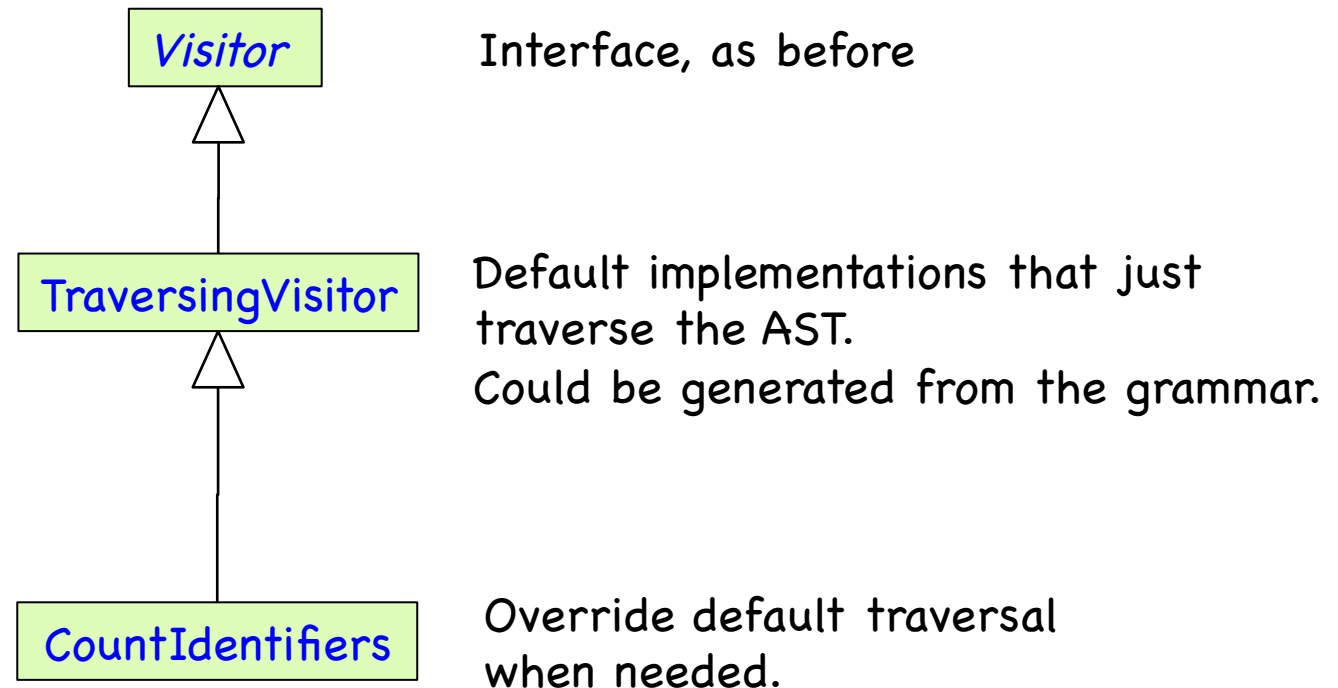 Visitor
Interface, as before
TraversingVisitor
Default implementations that just
traverse the AST.
Could be generated from the grammar.
CountIdentifiers
Override default traversal
when needed.